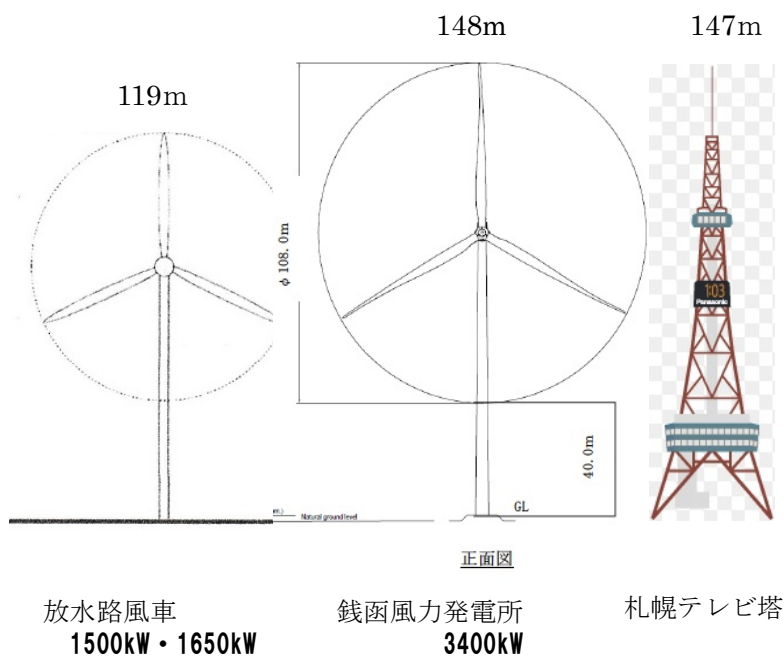 148m
147m
119m
φ108.0m
1:03
Panasonic
40.0m
GL
m.)
Natural ground level
正面図
放水路風車
1500kW・1650kW
銭函風力発電所
3400kW
札幌テレビ塔